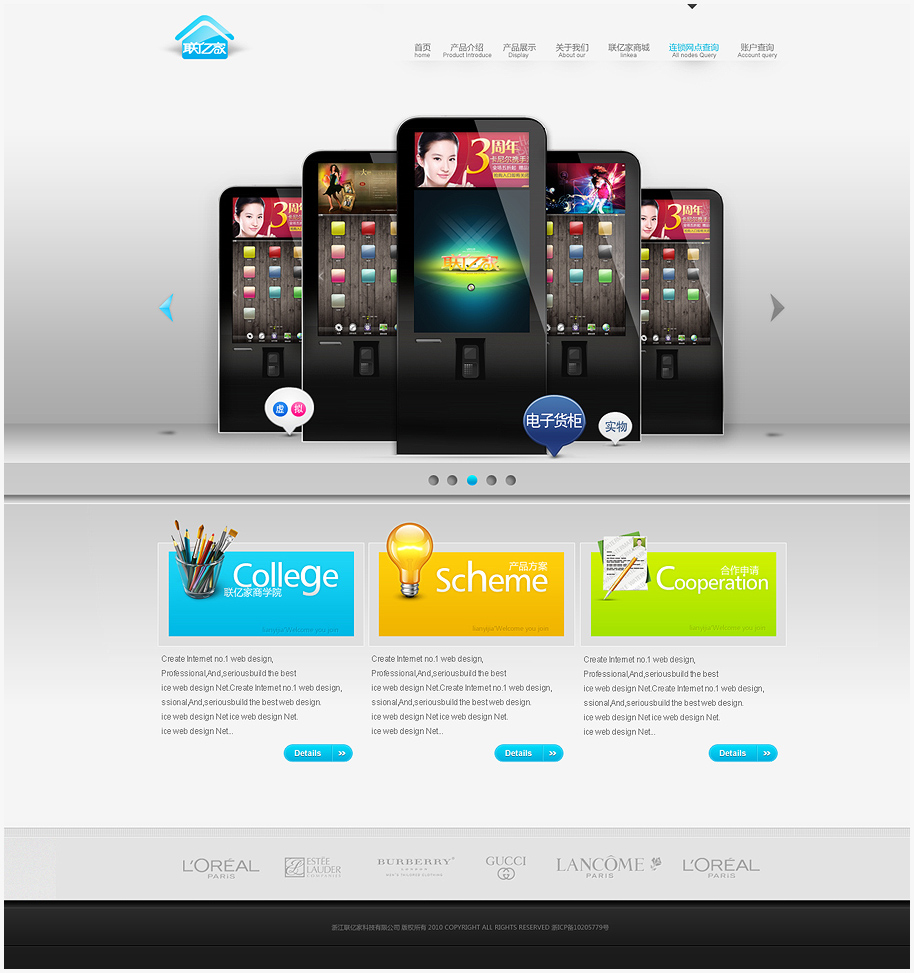 联亿家
首页 产品介绍 产品展示 关于我们 联亿家商城 连锁网点查询 账户查询
home Product Introduce Display About our linkea All nodes Query Account query
3周年
卡尼尔携手
3周年
3周年
联亿家
虚 拟
电子货柜
实物
College
联亿家商学院
lianyijia'Welcome you join
产品方案
Scheme
lianyijia'Welcome you join
合作申请
Cooperation
lianyijia'Welcome you join
Create Internet no.1 web design,
Professional,And,seriousbuild the best
ice web design Net.Create Internet no.1 web design,
ssional,And,seriousbuild the best web design.
ice web design Net ice web design Net.
ice web design Net...
Details
Create Internet no.1 web design,
Professional,And,seriousbuild the best
ice web design Net.Create Internet no.1 web design,
ssional,And,seriousbuild the best web design.
ice web design Net ice web design Net.
ice web design Net...
Details
Create Internet no.1 web design,
Professional,And,seriousbuild the best
ice web design Net.Create Internet no.1 web design,
ssional,And,seriousbuild the best web design.
ice web design Net ice web design Net.
ice web design Net...
Details
L'ORÉAL
PARIS
ESTĒE
LAUDER
COMPANIES
BURBERRY
LONDON
GUCCI
LANCÔME
PARIS
L'ORÉAL
PARIS
浙江联亿家科技有限公司 版权所有 2010 COPYRIGHT ALL RIGHTS RESERVED 浙ICP备10205779号